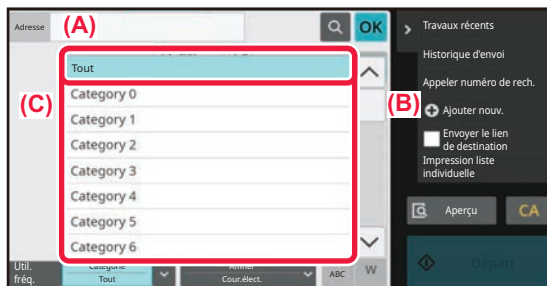 Adresse
(A)
OK
Travaux récents
Historique d'envoi
Appeler numéro de rech.
(B)
Ajouter nouv.
Envoyer le lien
de destination
Impression liste
individuelle
Aperçu
CA
Départ
(C)
Tout
Category 0
Category 1
Category 2
Category 3
Category 4
Category 5
Category 6
Util.
fréq.
Catégorie
Tout
Affiner
Cour.élect.
ABC
W